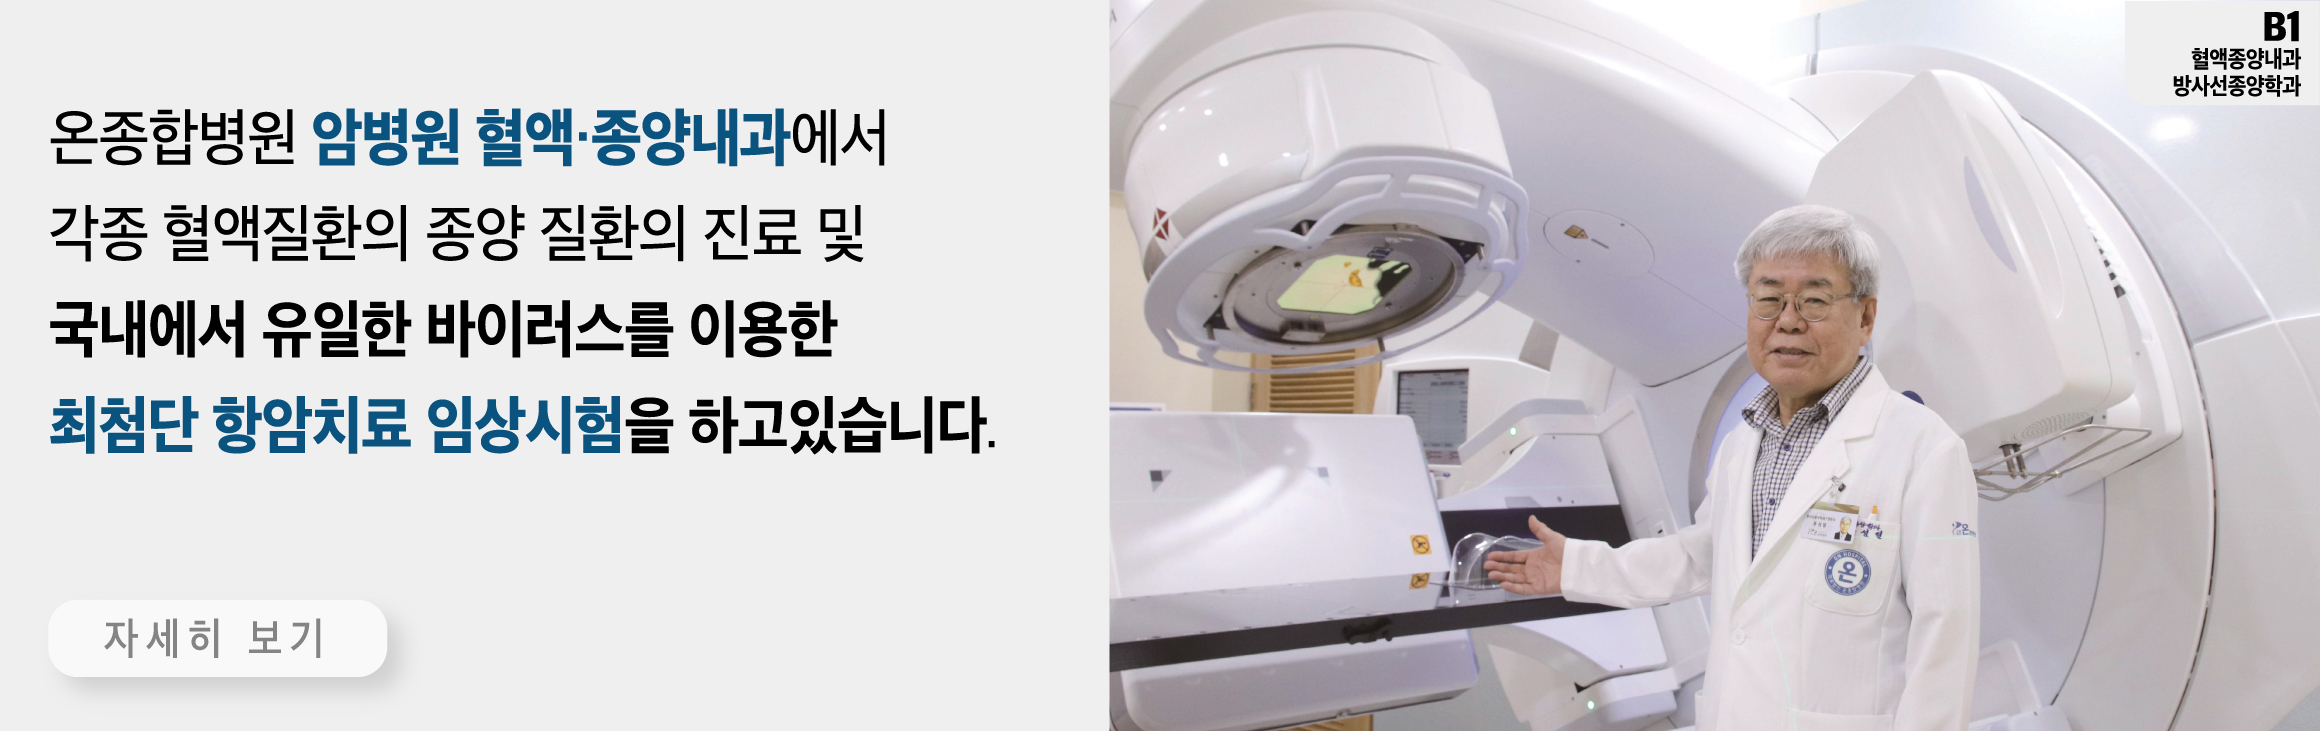 온종합병원 암병원 혈액·종양내과에서
각종 혈액질환의 종양 질환의 진료 및
국내에서 유일한 바이러스를 이용한
최첨단 항암치료 임상시험을 하고있습니다.
자세히 보기
B1
혈액종양내과
방사선종양학과
온